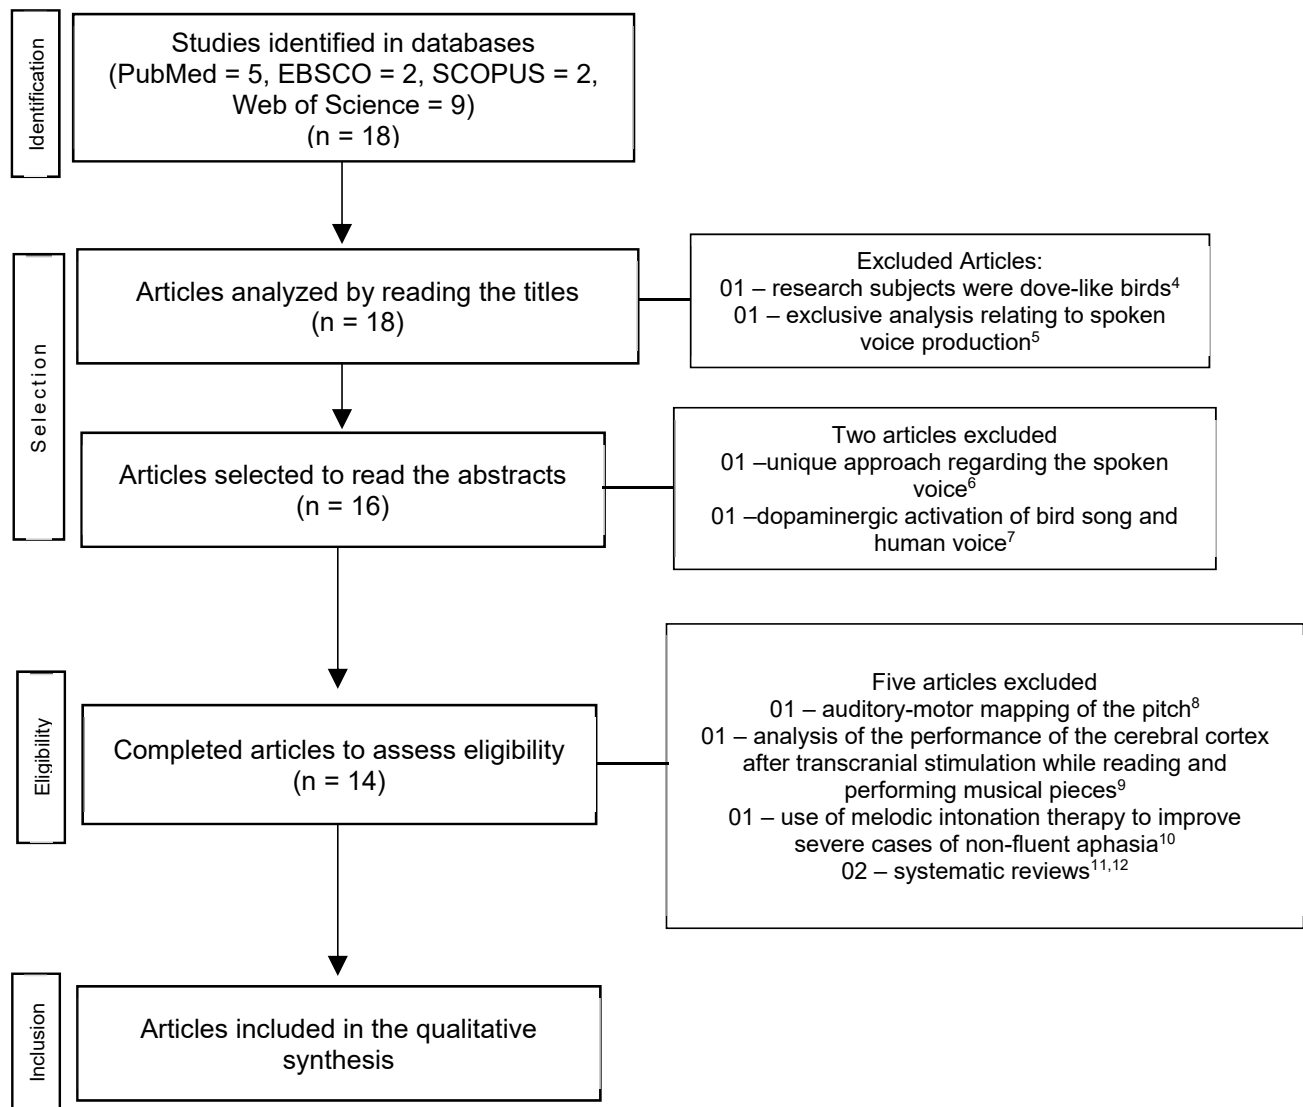 Identification
Studies identified in databases
(PubMed = 5, EBSCO = 2, SCOPUS = 2,
Web of Science = 9)
(n = 18)
Selection
Articles analyzed by reading the titles
(n = 18)
Excluded Articles:
01 – research subjects were dove-like birds⁴
01 – exclusive analysis relating to spoken
voice production⁵
Articles selected to read the abstracts
(n = 16)
Two articles excluded
01 –unique approach regarding the spoken
voice⁶
01 –dopaminergic activation of bird song and
human voice⁷
Eligibility
Completed articles to assess eligibility
(n = 14)
Five articles excluded
01 – auditory-motor mapping of the pitch⁸
01 – analysis of the performance of the cerebral cortex
after transcranial stimulation while reading and
performing musical pieces⁹
01 – use of melodic intonation therapy to improve
severe cases of non-fluent aphasia¹⁰
02 – systematic reviews¹¹,¹²
Inclusion
Articles included in the qualitative
synthesis